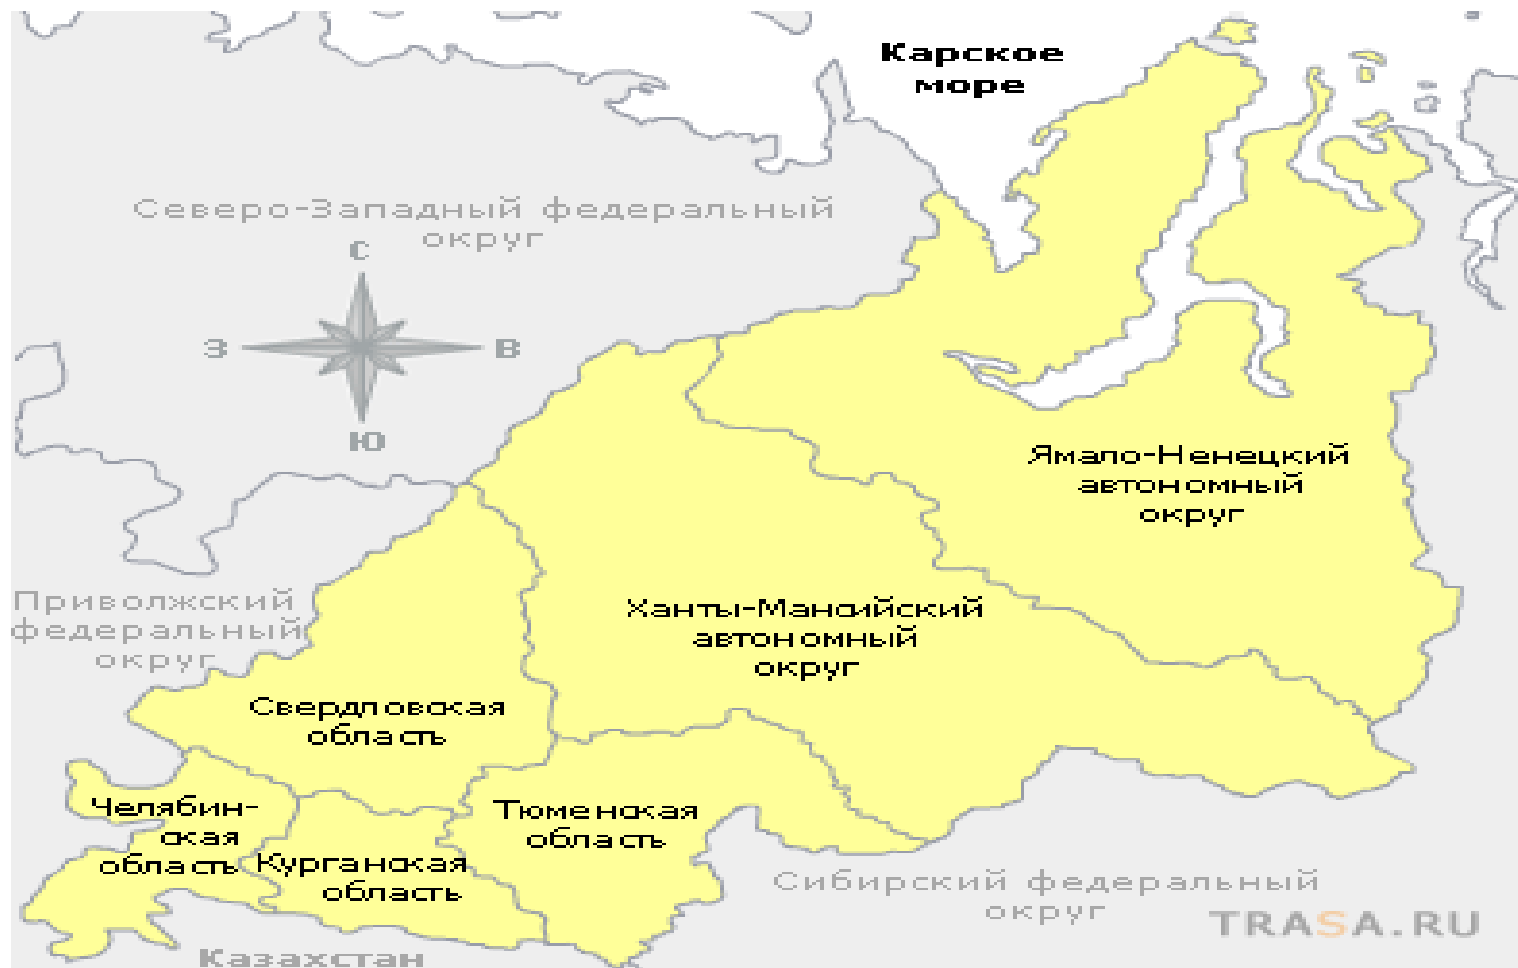 Карское
море
Северо-Западный федеральный
округ
С
З
В
Ю
Ямало-Ненецкий
автономный
округ
Приволжский
федеральный
округ
Ханты-Мансийский
автономный
округ
Свердловская
область
Челябин-
ская
область
Тюменская
область
Курганская
область
Сибирский федеральный
округ
TRASA.RU
Казахстан